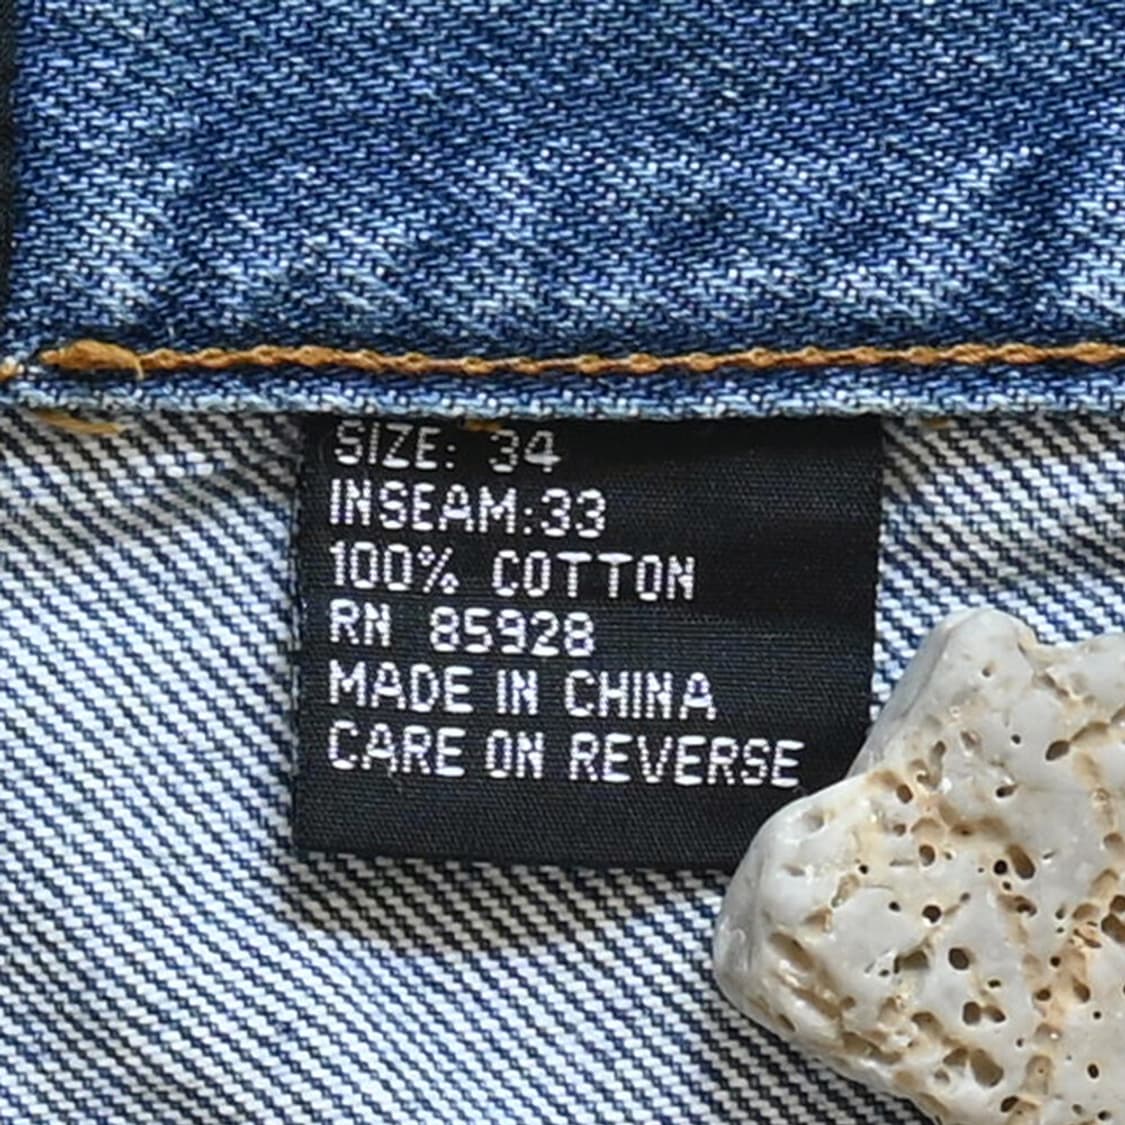 SIZE: 34
INSEAM:33
100% COTTON
RN 85928
MADE IN CHINA
CARE ON REVERSE